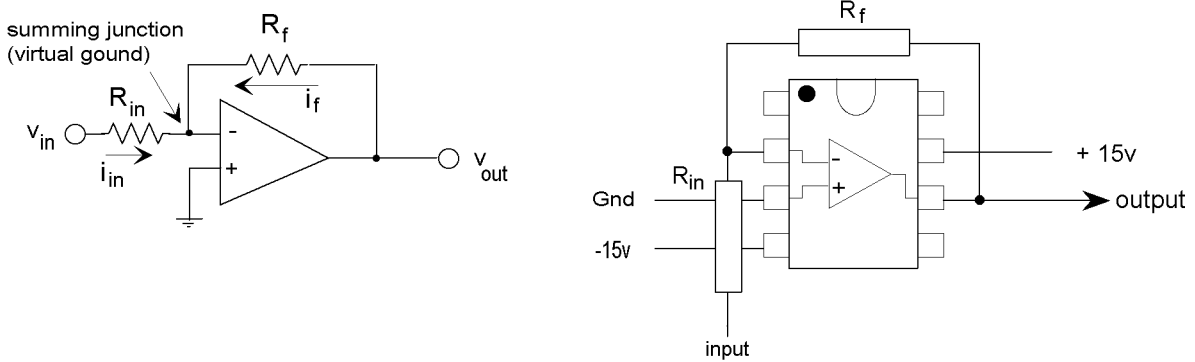 summing junction
(virtual gound)
Rf
Rin
if
vin
-
iin
+
vout
Rf
+ 15v
-
Rin
+
Gnd
output
-15v
input